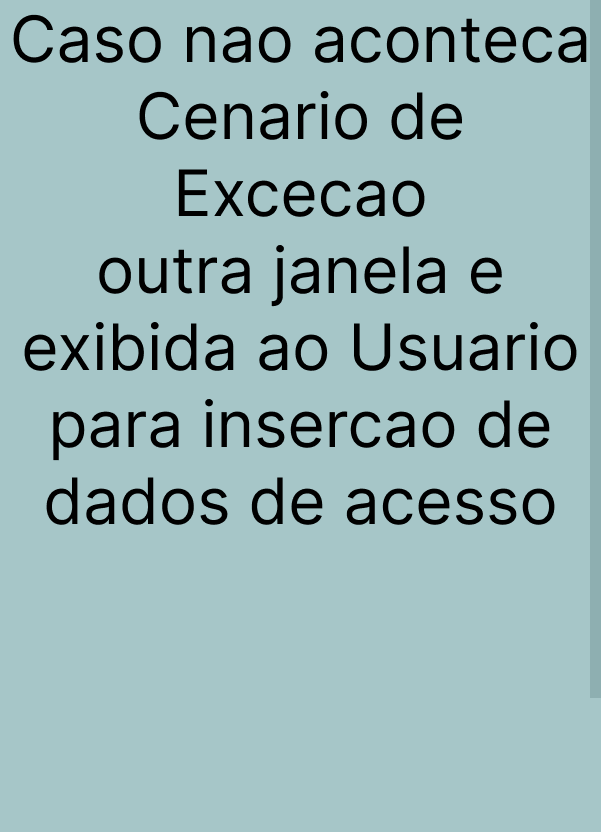 Caso nao aconteca
Cenario de
Excecao
outra janela e
exibida ao Usuario
para insercao de
dados de acesso